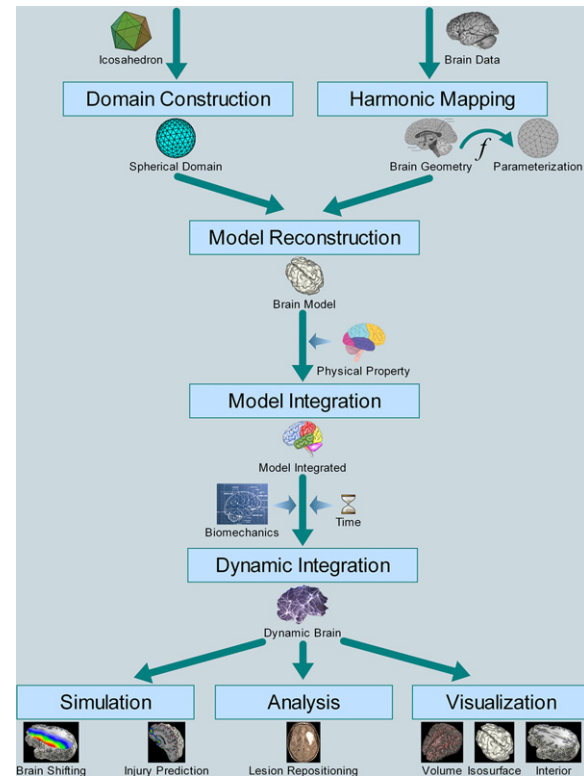 Icosahedron
Brain Data
Domain Construction
Harmonic Mapping
Spherical Domain
Brain Geometry
f
Parameterization
Model Reconstruction
Brain Model
Physical Property
Model Integration
Model Integrated
Biomechanics
Time
Dynamic Integration
Dynamic Brain
Simulation
Analysis
Visualization
Brain Shifting
Injury Prediction
Lesion Repositioning
Volume
Isosurface
Interior